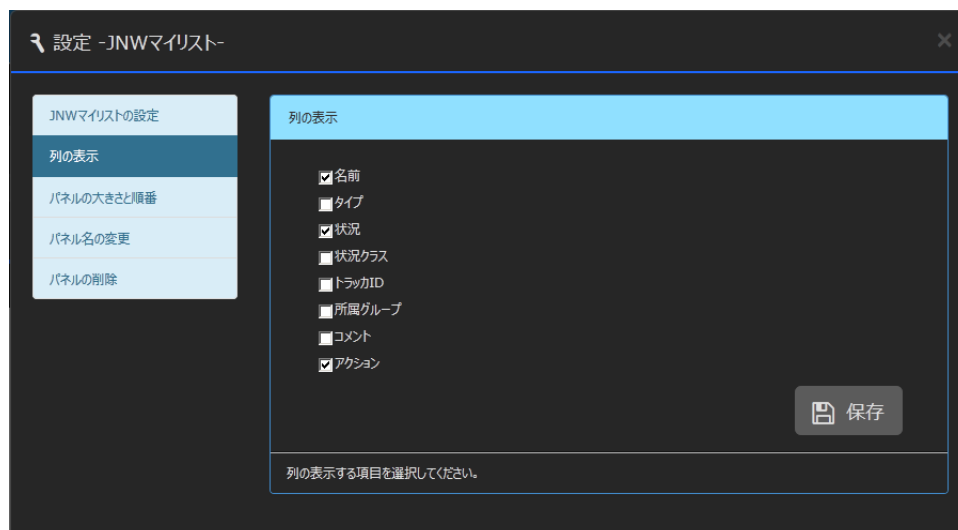 設定 -JNWマイリスト-
JNWマイリストの設定
列の表示
パネルの大きさと順番
パネル名の変更
パネルの削除
列の表示
名前
タイプ
状況
状況クラス
トラッカID
所属グループ
コメント
アクション
保存
列の表示する項目を選択してください。